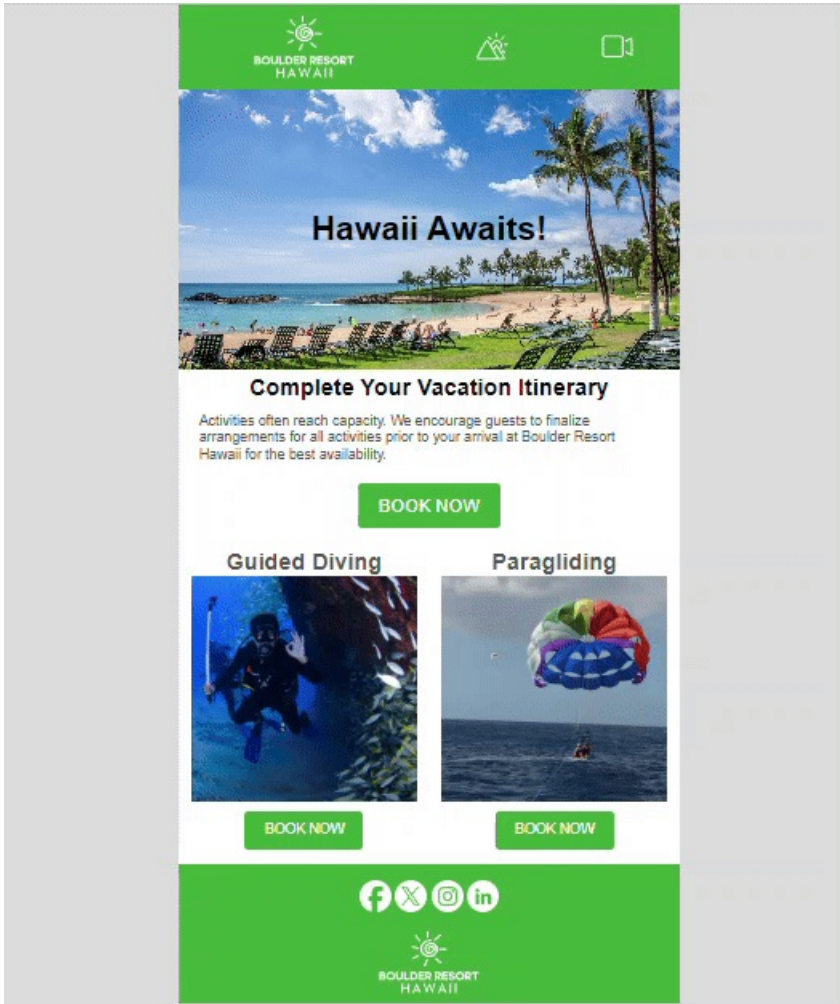 BOULDER RESORT
HAWAII
Hawaii Awaits!
Complete Your Vacation Itinerary
Activities often reach capacity. We encourage guests to finalize
arrangements for all activities prior to your arrival at Boulder Resort
Hawaii for the best availability.
BOOK NOW
Guided Diving
Paragliding
BOOK NOW
BOOK NOW
BOULDER RESORT
HAWAII